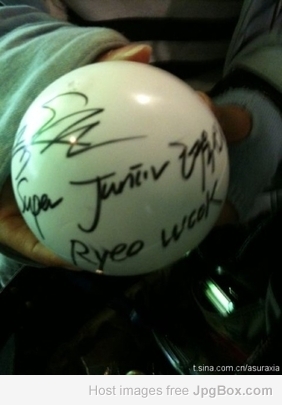 Super Junior 려욱
Ryeo wook
t.sina.com.cn/asuraxia
Host images free JpgBox.com